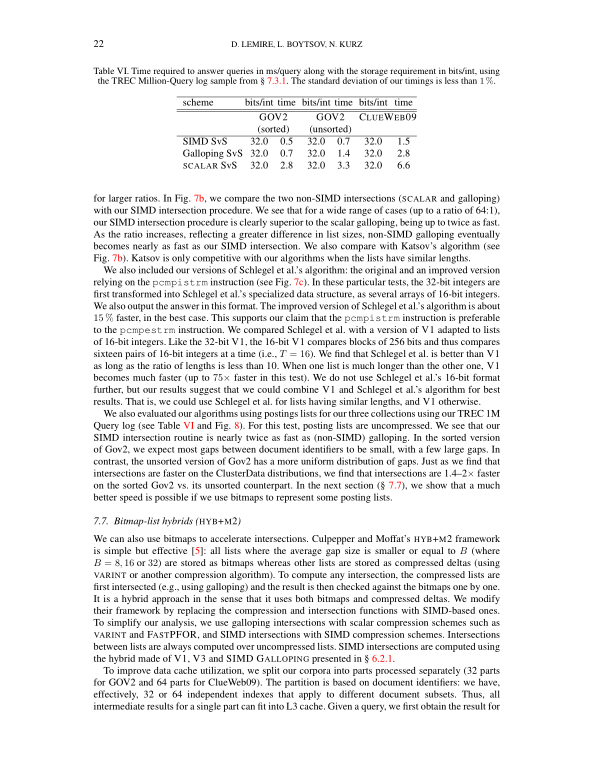 22
D. LEMIRE, L. BOYTSOV, N. KURZ
Table VI. Time required to answer queries in ms/query along with the storage requirement in bits/int, using
the TREC Million-Query log sample from § 7.3.1. The standard deviation of our timings is less than 1 %.
scheme bits/int time bits/int time bits/int time
GOV2 GOV2 CLUEWEB09
(sorted) (unsorted)
SIMD SvS 32.0 0.5 32.0 0.7 32.0 1.5
Galloping SvS 32.0 0.7 32.0 1.4 32.0 2.8
SCALAR SvS 32.0 2.8 32.0 3.3 32.0 6.6
for larger ratios. In Fig. 7b, we compare the two non-SIMD intersections (SCALAR and galloping)
with our SIMD intersection procedure. We see that for a wide range of cases (up to a ratio of 64:1),
our SIMD intersection procedure is clearly superior to the scalar galloping, being up to twice as fast.
As the ratio increases, reflecting a greater difference in list sizes, non-SIMD galloping eventually
becomes nearly as fast as our SIMD intersection. We also compare with Katsov's algorithm (see
Fig. 7b). Katsov is only competitive with our algorithms when the lists have similar lengths.
We also included our versions of Schlegel et al.'s algorithm: the original and an improved version
relying on the pcmpistrm instruction (see Fig. 7c). In these particular tests, the 32-bit integers are
first transformed into Schlegel et al.'s specialized data structure, as several arrays of 16-bit integers.
We also output the answer in this format. The improved version of Schlegel et al.'s algorithm is about
15 % faster, in the best case. This supports our claim that the pcmpistrm instruction is preferable
to the pcmpestrm instruction. We compared Schlegel et al. with a version of V1 adapted to lists
of 16-bit integers. Like the 32-bit V1, the 16-bit V1 compares blocks of 256 bits and thus compares
sixteen pairs of 16-bit integers at a time (i.e., T = 16). We find that Schlegel et al. is better than V1
as long as the ratio of lengths is less than 10. When one list is much longer than the other one, V1
becomes much faster (up to 75× faster in this test). We do not use Schlegel et al.'s 16-bit format
further, but our results suggest that we could combine V1 and Schlegel et al.'s algorithm for best
results. That is, we could use Schlegel et al. for lists having similar lengths, and V1 otherwise.
We also evaluated our algorithms using postings lists for our three collections using our TREC 1M
Query log (see Table VI and Fig. 8). For this test, posting lists are uncompressed. We see that our
SIMD intersection routine is nearly twice as fast as (non-SIMD) galloping. In the sorted version
of Gov2, we expect most gaps between document identifiers to be small, with a few large gaps. In
contrast, the unsorted version of Gov2 has a more uniform distribution of gaps. Just as we find that
intersections are faster on the ClusterData distributions, we find that intersections are 1.4–2× faster
on the sorted Gov2 vs. its unsorted counterpart. In the next section (§ 7.7), we show that a much
better speed is possible if we use bitmaps to represent some posting lists.
7.7. Bitmap-list hybrids (HYB+M2)
We can also use bitmaps to accelerate intersections. Culpepper and Moffat's HYB+M2 framework
is simple but effective [5]: all lists where the average gap size is smaller or equal to B (where
B = 8, 16 or 32) are stored as bitmaps whereas other lists are stored as compressed deltas (using
VARINT or another compression algorithm). To compute any intersection, the compressed lists are
first intersected (e.g., using galloping) and the result is then checked against the bitmaps one by one.
It is a hybrid approach in the sense that it uses both bitmaps and compressed deltas. We modify
their framework by replacing the compression and intersection functions with SIMD-based ones.
To simplify our analysis, we use galloping intersections with scalar compression schemes such as
VARINT and FASTPFOR, and SIMD intersections with SIMD compression schemes. Intersections
between lists are always computed over uncompressed lists. SIMD intersections are computed using
the hybrid made of V1, V3 and SIMD GALLOPING presented in § 6.2.1.
To improve data cache utilization, we split our corpora into parts processed separately (32 parts
for GOV2 and 64 parts for ClueWeb09). The partition is based on document identifiers: we have,
effectively, 32 or 64 independent indexes that apply to different document subsets. Thus, all
intermediate results for a single part can fit into L3 cache. Given a query, we first obtain the result for